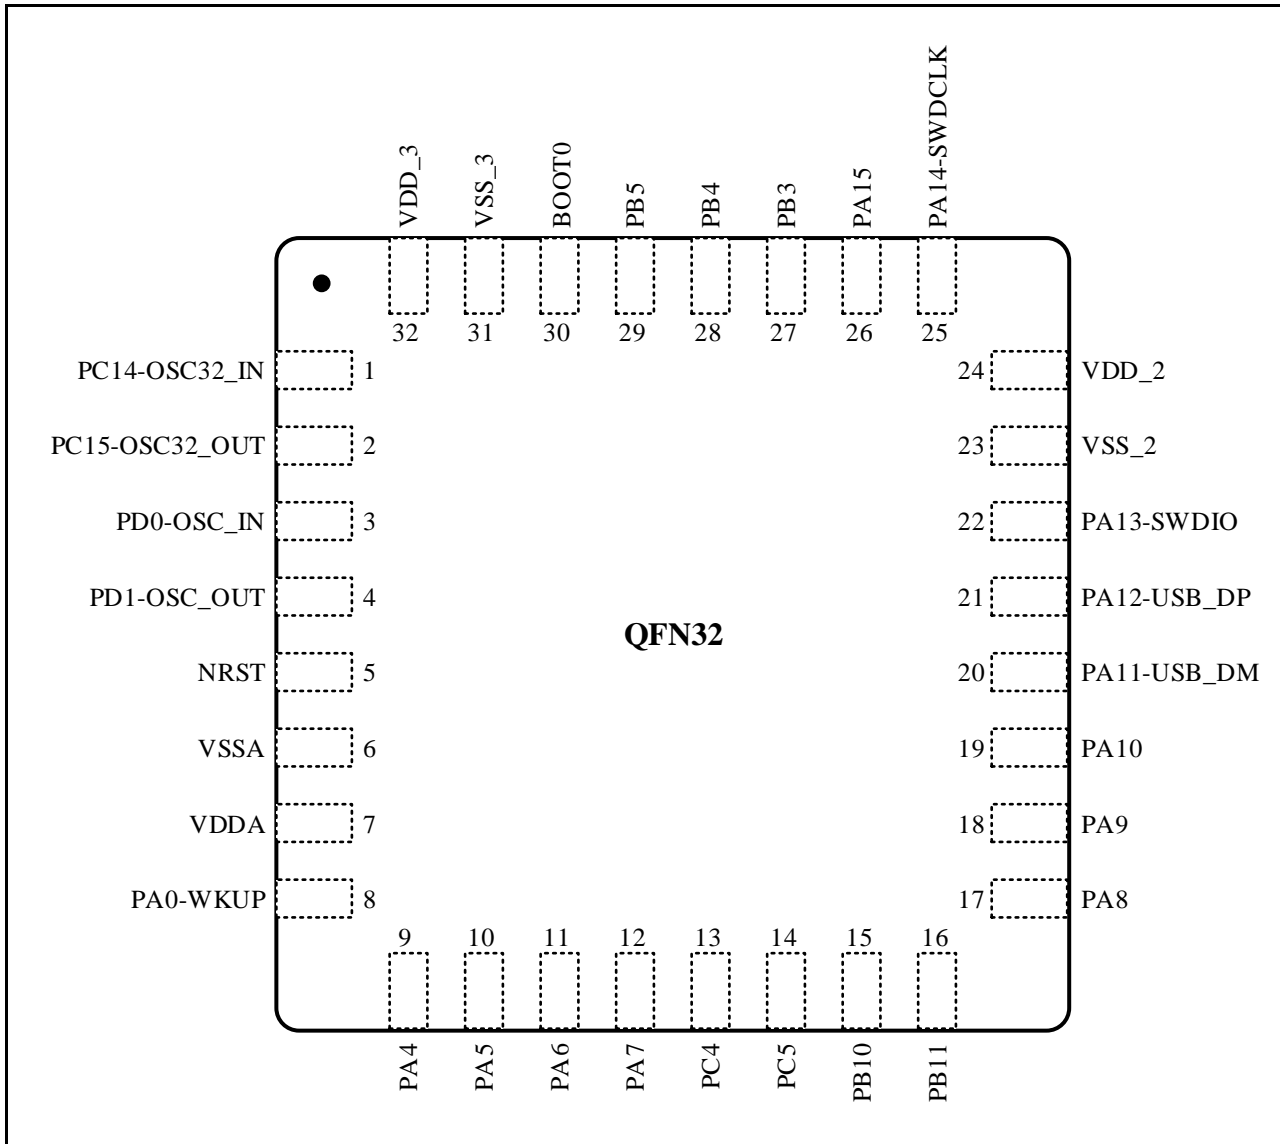 VDD_3
VSS_3
BOOT0
PB5
PB4
PB3
PA15
PA14-SWDCLK
32 31 30 29 28 27 26 25
PC14-OSC32_IN 1 24 VDD_2
PC15-OSC32_OUT 2 23 VSS_2
PD0-OSC_IN 3 22 PA13-SWDIO
PD1-OSC_OUT 4 21 PA12-USB_DP
QFN32
NRST 5 20 PA11-USB_DM
VSSA 6 19 PA10
VDDA 7 18 PA9
PA0-WKUP 8 17 PA8
9 10 11 12 13 14 15 16
PA4
PA5
PA6
PA7
PC4
PC5
PB10
PB11